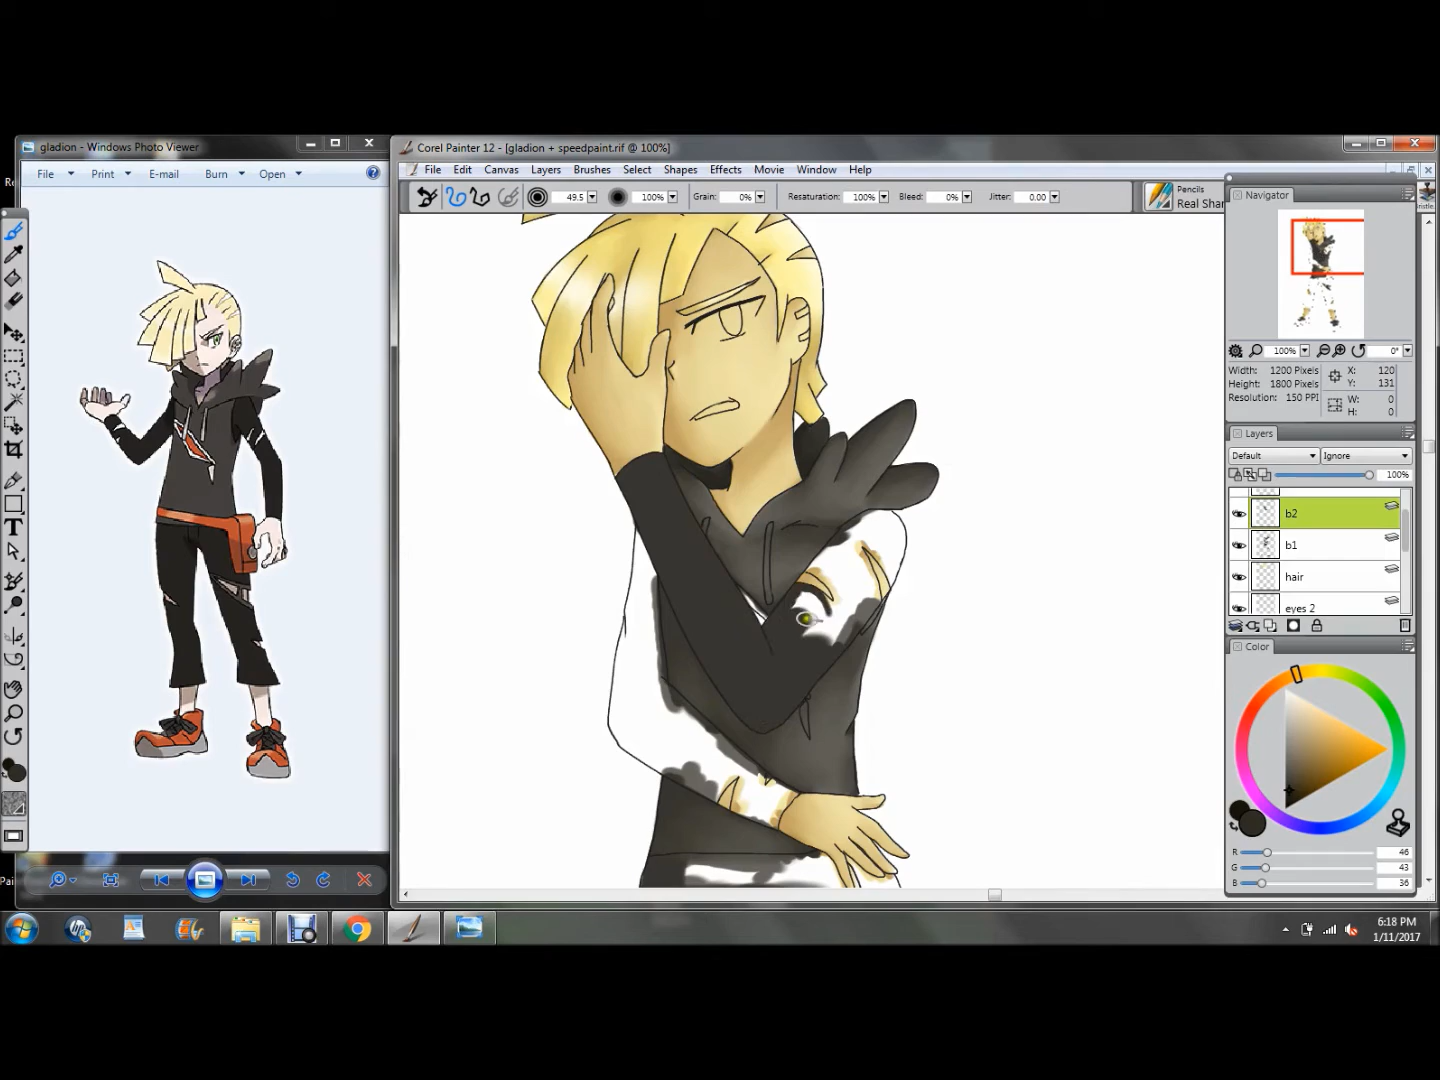 gladion - Windows Photo Viewer
File Print E-mail Burn Open
Corel Painter 12 - [gladion + speedpaint.rif @ 100%]
File Edit Canvas Layers Brushes Select Shapes Effects Movie Window Help
49.5 100% Grain: 0% Resaturation: 100% Bleed: 0% Jitter: 0.00
Pencils
Real Shar
Navigator
100% 0°
Width: 1200 Pixels X: 120
Height: 1800 Pixels Y: 131
Resolution: 150 PPI W: 0
H: 0
Layers
Default Ignore
100%
b2
b1
hair
eyes 2
Color
R 46
G 43
B 36
T
6:18 PM
1/11/2017